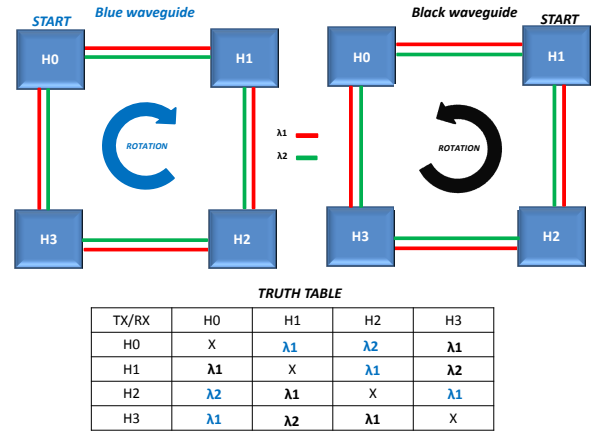 Blue waveguide
Black waveguide
START
START
H0
H1
H0
H1
ROTATION
ROTATION
λ1
λ2
H3
H2
H3
H2
TRUTH TABLE
TX/RX H0 H1 H2 H3
H0 X λ1 λ2 λ1
H1 λ1 X λ1 λ2
H2 λ2 λ1 X λ1
H3 λ1 λ2 λ1 X